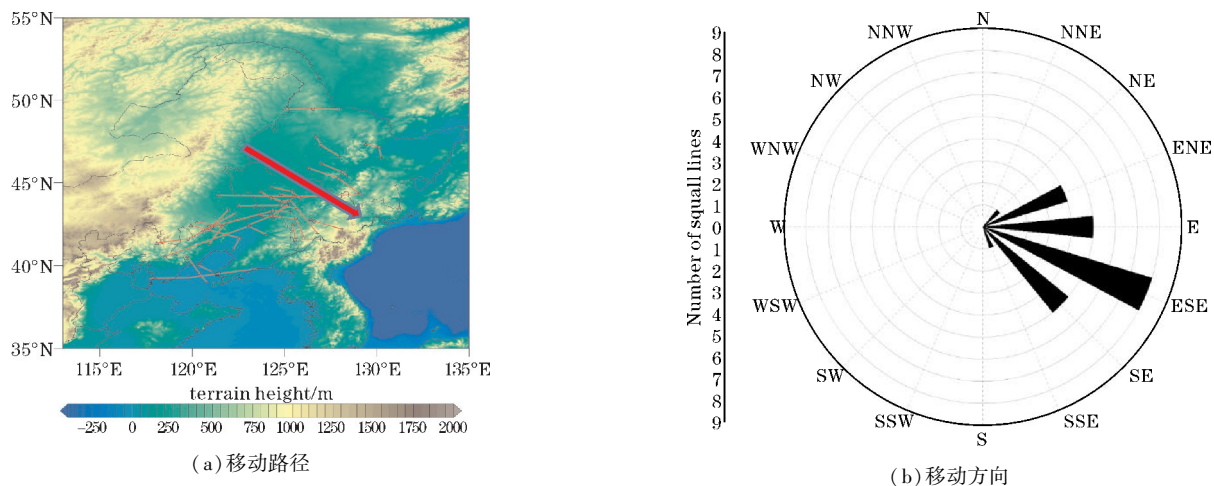 55°N
50°N
45°N
40°N
35°N
115°E 120°E 125°E 130°E 135°E
terrain height/m
-250 0 250 500 750 1000 1250 1500 1750 2000
(a)移动路径
Number of squall lines
9
8
7
6
5
4
3
2
1
0
1
2
3
4
5
6
7
8
9
N
NNW NNE
NW NE
WNW ENE
W E
WSW ESE
SW SE
SSW SSE
S
(b)移动方向